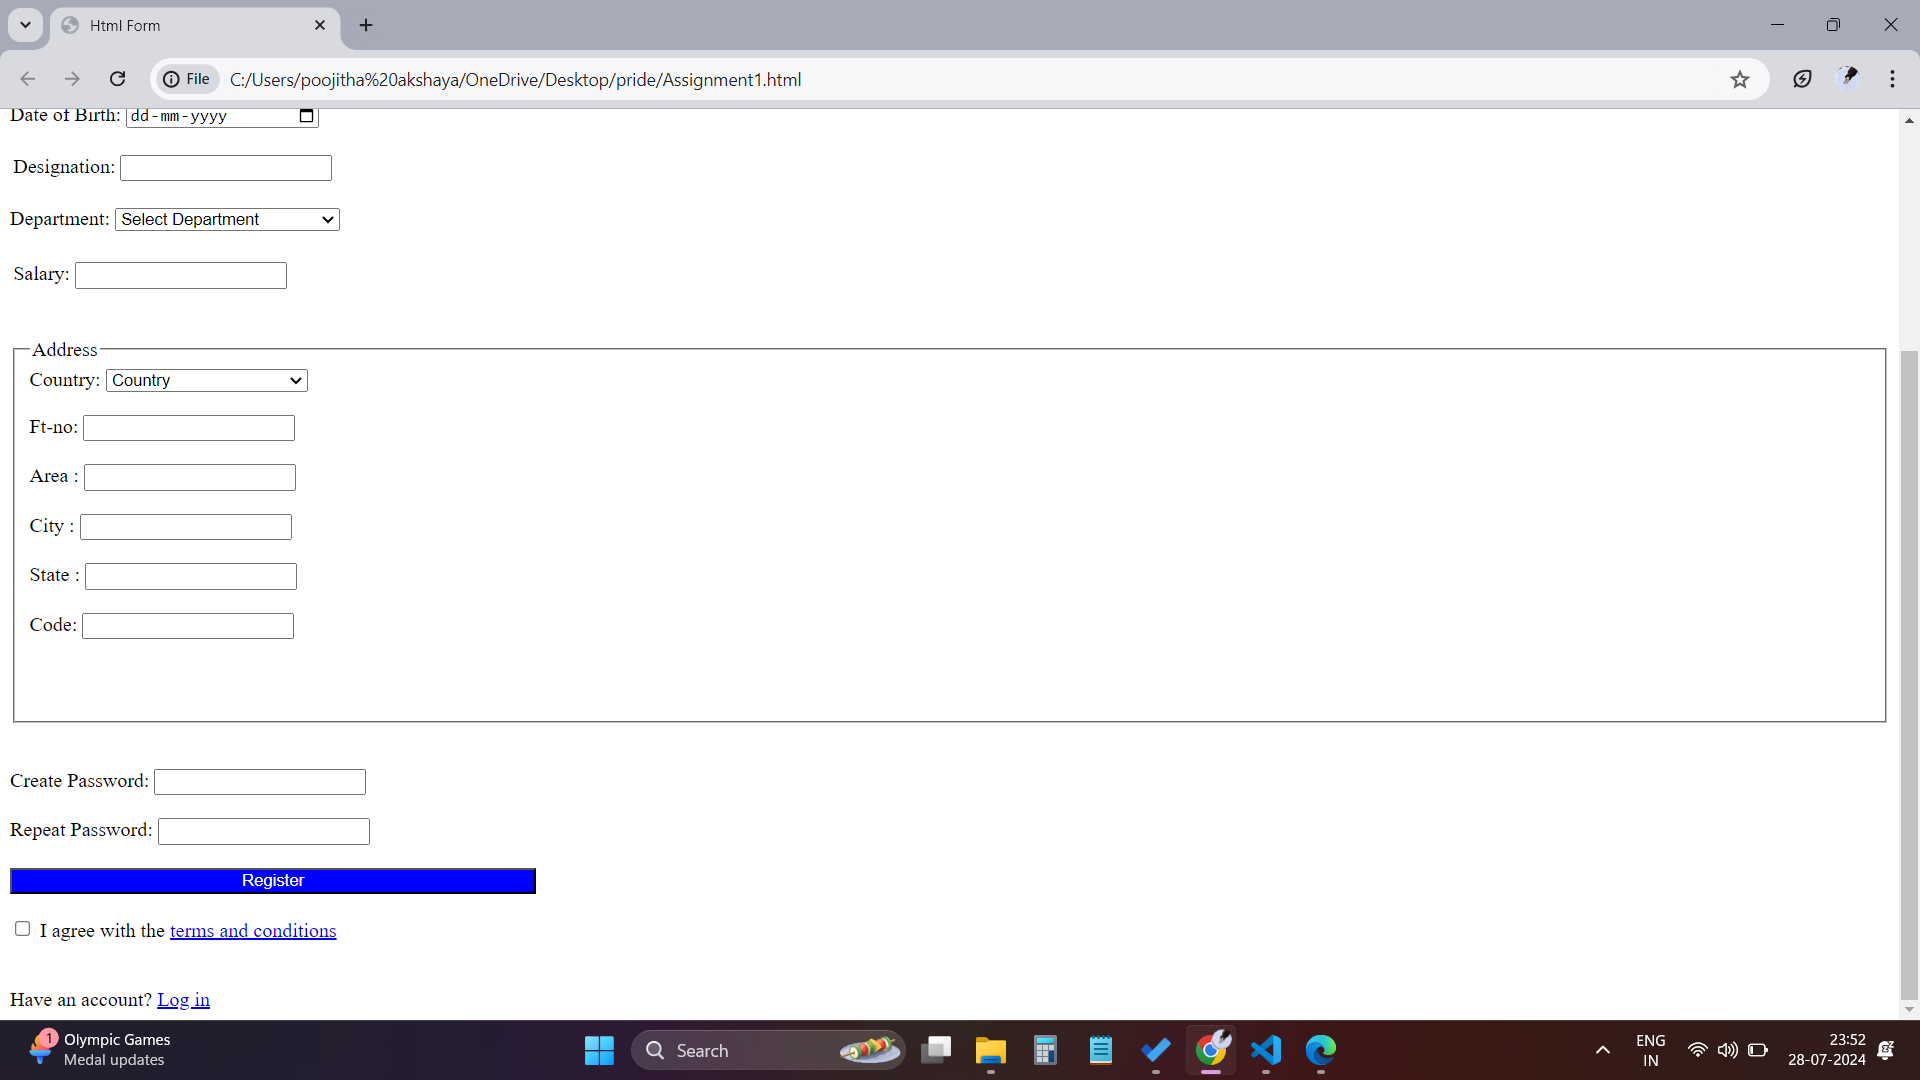 Html Form
File
C:/Users/poojitha%20akshaya/OneDrive/Desktop/pride/Assignment1.html
Date of Birth: dd-mm-yyyy
Designation:
Department: Select Department
Salary:
Address
Country: Country
Ft-no:
Area :
City :
State :
Code:
Create Password:
Repeat Password:
Register
I agree with the terms and conditions
Have an account? Log in
1
Olympic Games
Medal updates
Search
ENG
IN
23:52
28-07-2024